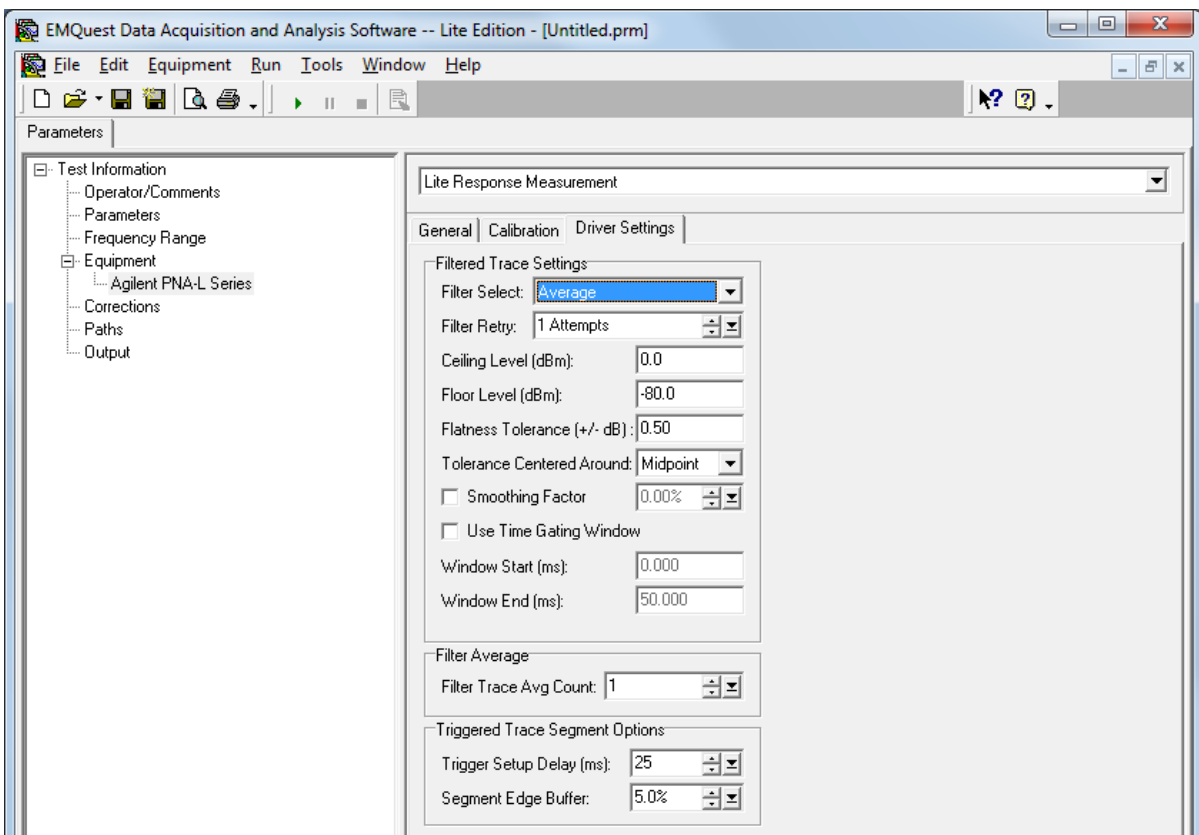 EMQuest Data Acquisition and Analysis Software -- Lite Edition - [Untitled.prm]
File Edit Equipment Run Tools Window Help
Parameters
Test Information
Operator/Comments
Parameters
Frequency Range
Equipment
Agilent PNA-L Series
Corrections
Paths
Output
Lite Response Measurement
General Calibration Driver Settings
Filtered Trace Settings
Filter Select: Average
Filter Retry: 1 Attempts
Ceiling Level (dBm): 0.0
Floor Level (dBm): -80.0
Flatness Tolerance (+/- dB) : 0.50
Tolerance Centered Around: Midpoint
Smoothing Factor 0.00%
Use Time Gating Window
Window Start (ms): 0.000
Window End (ms): 50.000
Filter Average
Filter Trace Avg Count: 1
Triggered Trace Segment Options
Trigger Setup Delay (ms): 25
Segment Edge Buffer: 5.0%